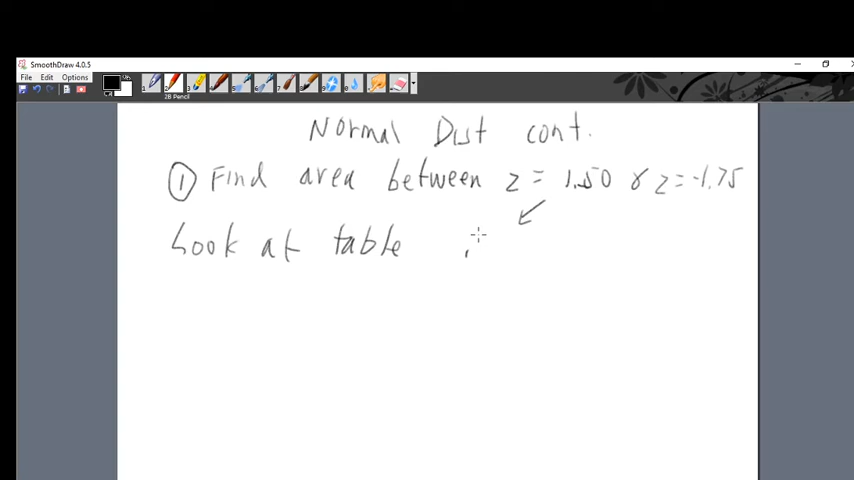 SmoothDraw 4.0.5
File Edit Options
2B Pencil
Normal Dist cont.
① Find area between z = 1.50 & z = -1.75
Look at table .